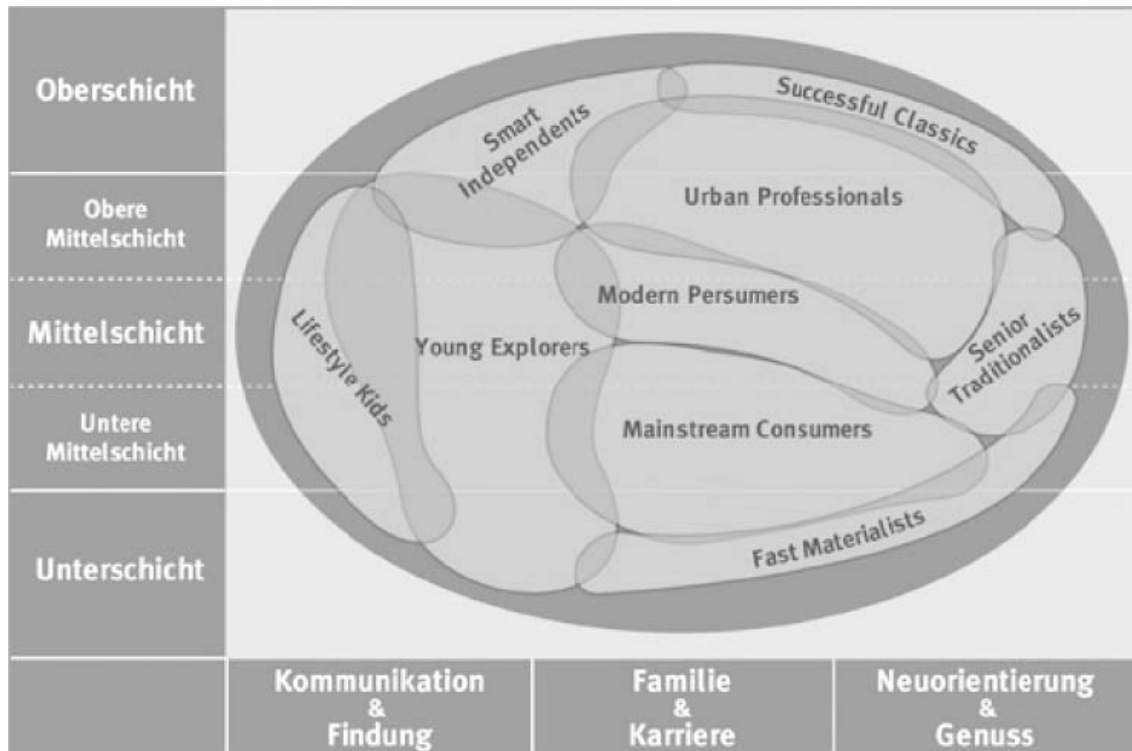 Oberschicht
Obere
Mittelschicht
Mittelschicht
Untere
Mittelschicht
Unterschicht
Smart
Independents
Successful Classics
Urban Professionals
Modern Persumers
Lifestyle Kids
Young Explorers
Senior
Traditionalists
Mainstream Consumers
Fast Materialists
Kommunikation
&
Findung
Familie
&
Karriere
Neuorientierung
&
Genuss